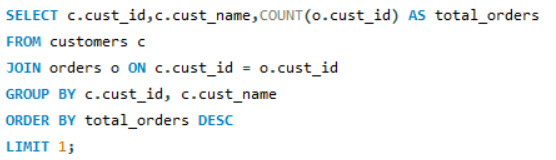 SELECT c.cust_id,c.cust_name,COUNT(o.cust_id) AS total_orders
FROM customers c
JOIN orders o ON c.cust_id = o.cust_id
GROUP BY c.cust_id, c.cust_name
ORDER BY total_orders DESC
LIMIT 1;